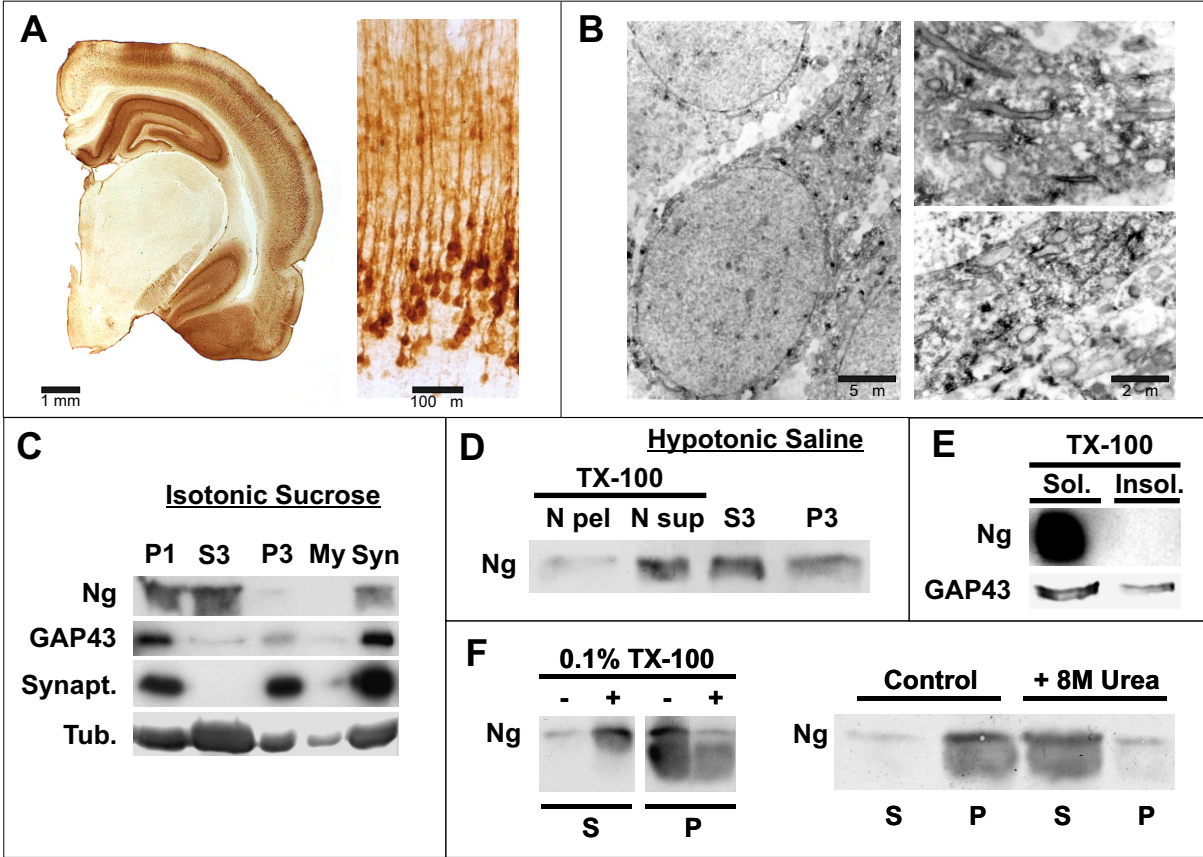 A
1 mm
100 m
B
5 m
2 m
C
Isotonic Sucrose
P1 S3 P3 My Syn
Ng
GAP43
Synapt.
Tub.
D
Hypotonic Saline
TX-100
N pel N sup S3 P3
Ng
E
TX-100
Sol. Insol.
Ng
GAP43
F
0.1% TX-100
- + - +
Ng
S P
Control + 8M Urea
Ng
S P S P